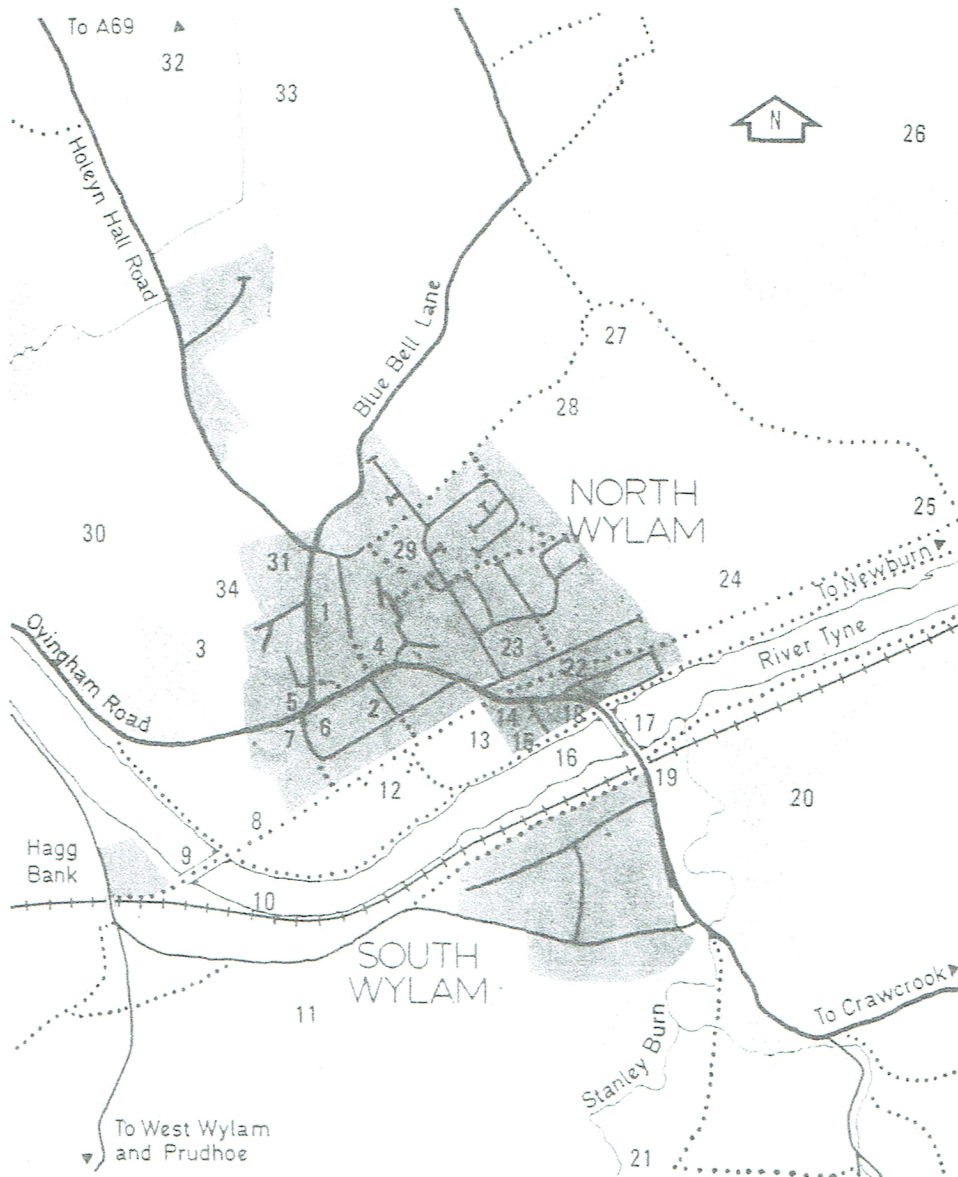 To A69
32
33
N
26
Holeyn Hall Road
Blue Bell Lane
27
28
NORTH
WYLAM
25
30
31
29
34
24
To Newburn
1
3
4
23
River Tyne
Ovingham Road
5
6
2
22
7
14
18
17
13
15
16
19
12
20
8
Hagg
Bank
9
10
SOUTH
WYLAM
11
To Crawcrook
Stanley Burn
To West Wylam
and Prudhoe
21